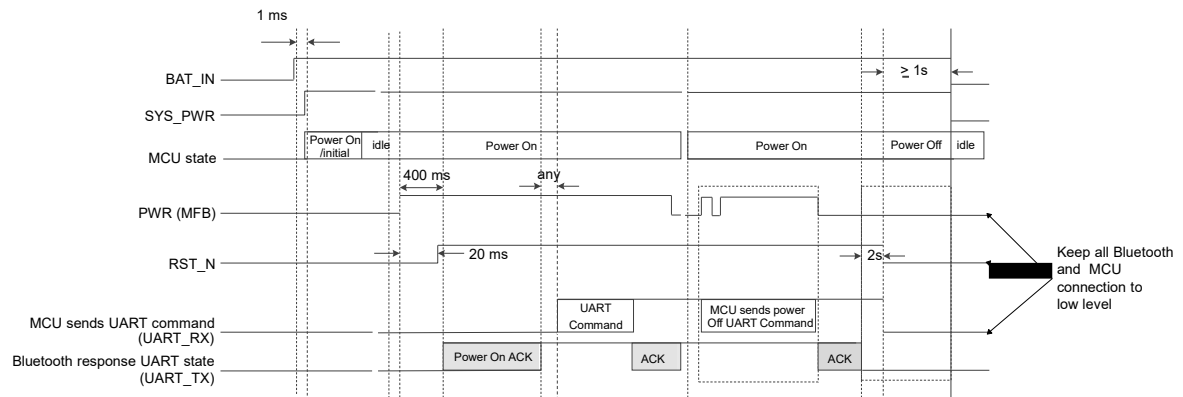 1 ms
BAT_IN
≥ 1s
SYS_PWR
MCU state
Power On
/initial
idle
Power On
Power On
Power Off
idle
400 ms
any
PWR (MFB)
RST_N
20 ms
2s
Keep all Bluetooth
and MCU
connection to
low level
MCU sends UART command
(UART_RX)
UART
Command
MCU sends power
Off UART Command
Bluetooth response UART state
(UART_TX)
Power On ACK
ACK
ACK